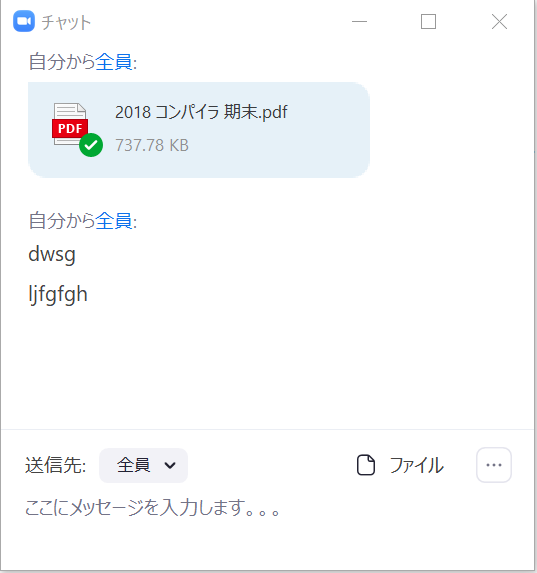 チャット
自分から全員:
PDF
2018 コンパイラ 期末.pdf
737.78 KB
自分から全員:
dwsg
ljfgfgh
送信先: 全員 ファイル
ここにメッセージを入力します。。。